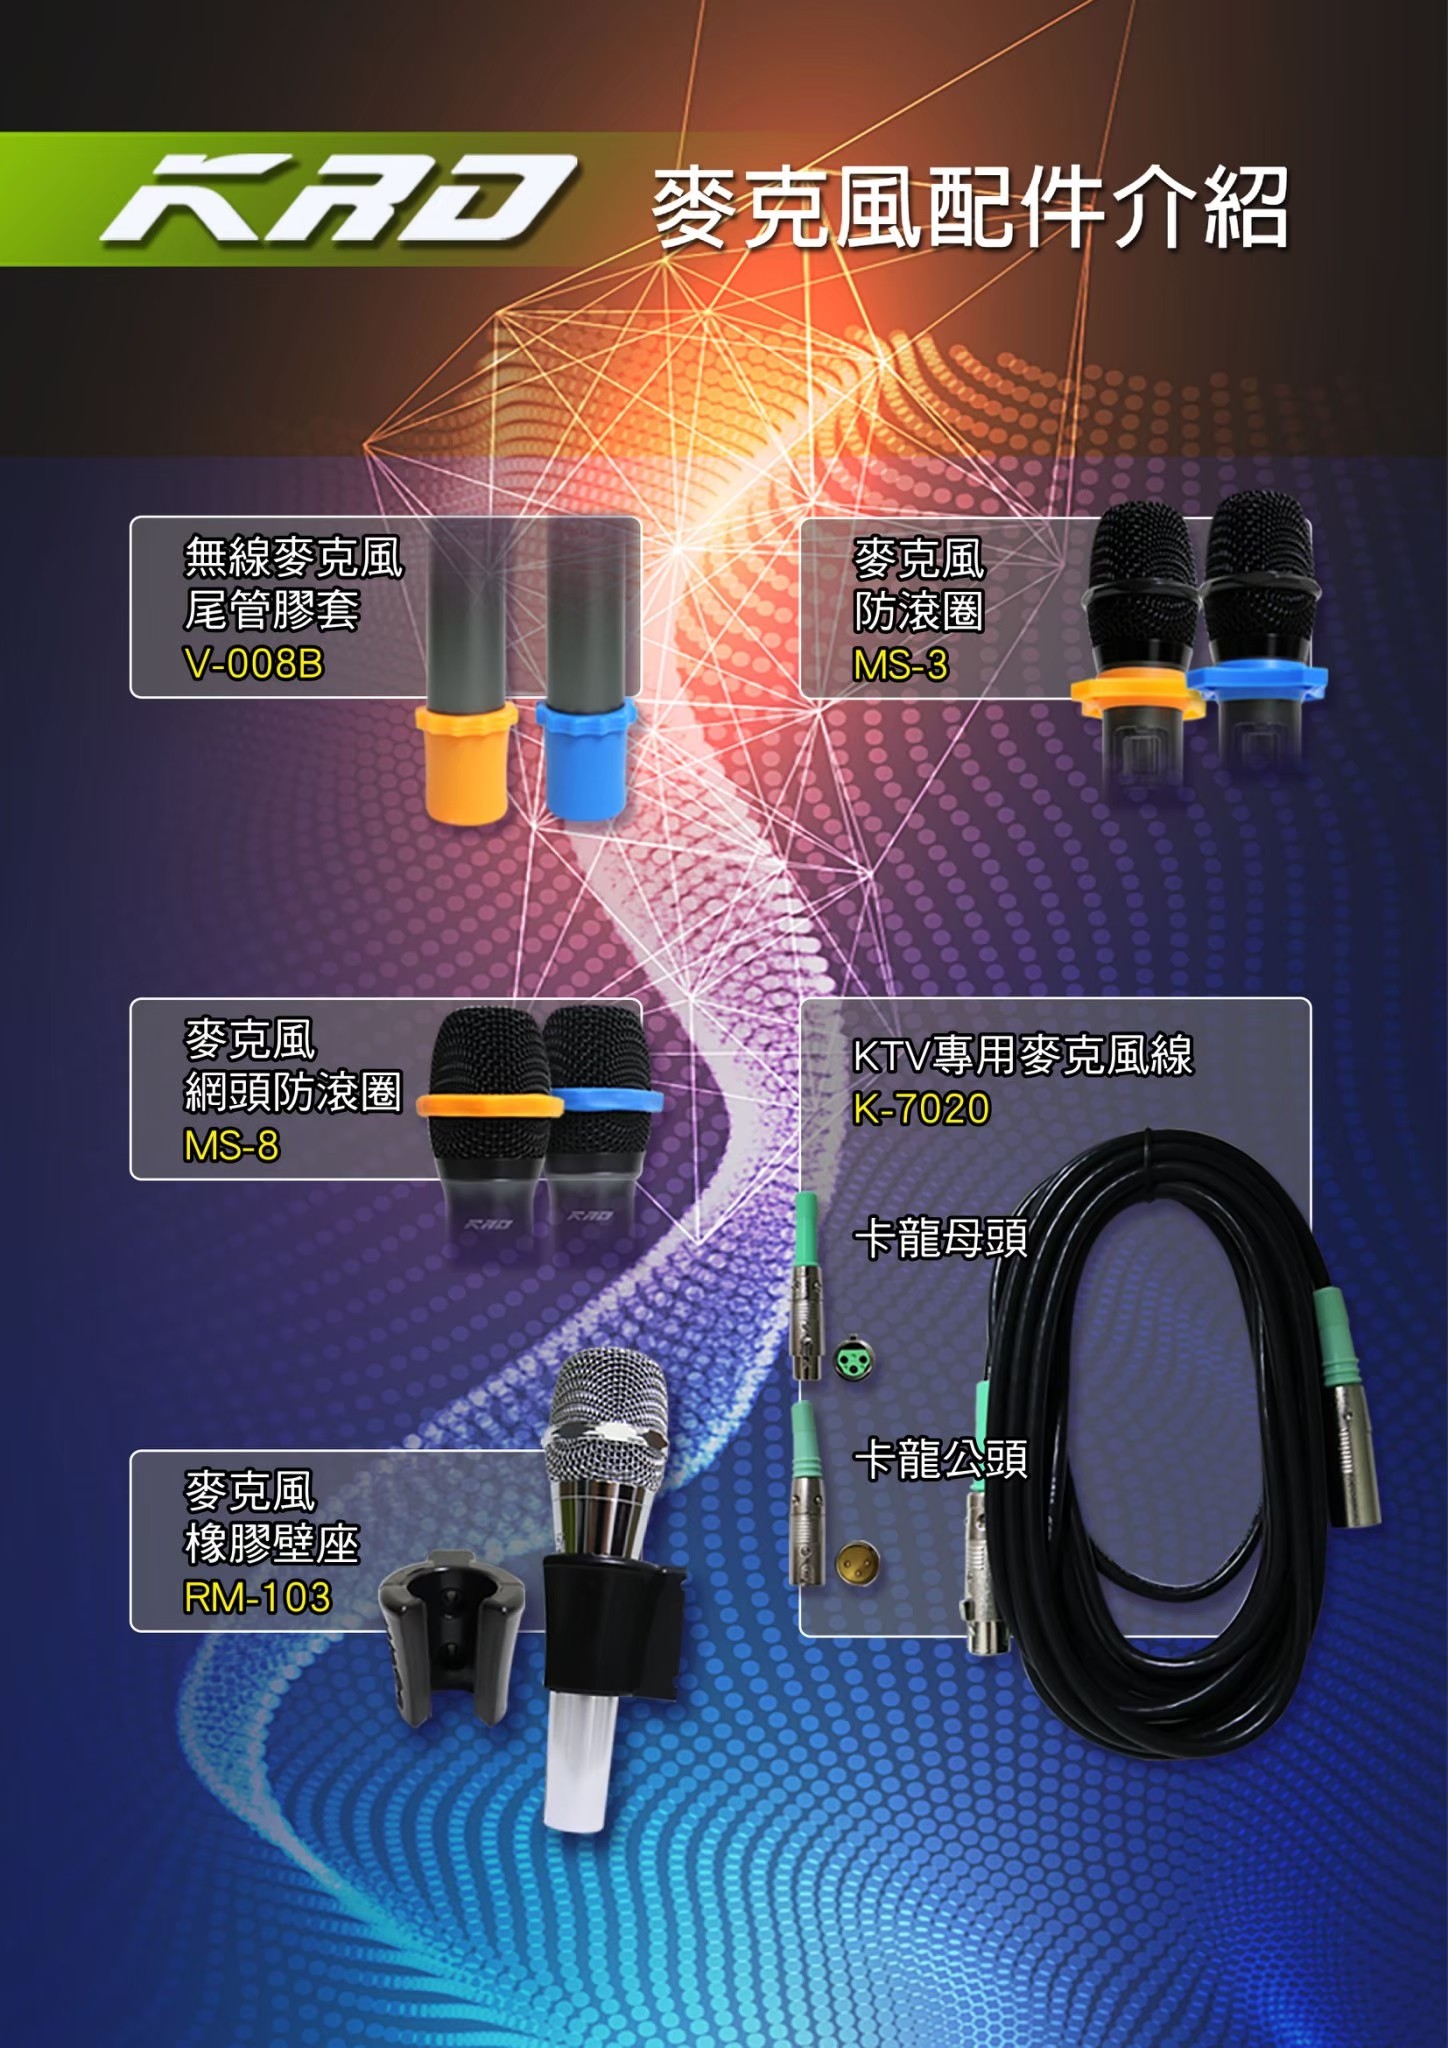 KRD 麥克風配件介紹
無線麥克風
尾管膠套
V-008B
麥克風
防滾圈
MS-3
麥克風
網頭防滾圈
MS-8
KRD
KRD
KTV專用麥克風線
K-7020
卡龍母頭
卡龍公頭
麥克風
橡膠壁座
RM-103